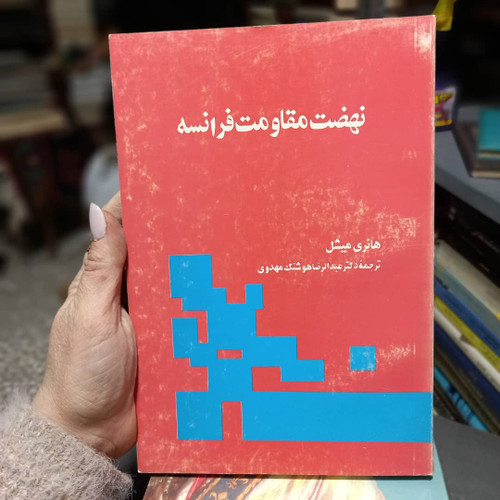 نهضت مقاومت فرانسه
هانری میشل
ترجمهٔ دکتر عبدالرضا هوشنگ مهدوی